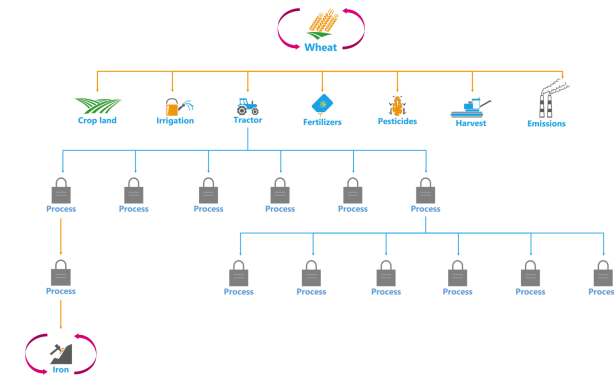 Wheat
Crop land
Irrigation
Tractor
Fertilizers
Pesticides
Harvest
Emissions
Process
Process
Process
Process
Process
Process
Process
Process
Process
Process
Process
Process
Proces
Iron